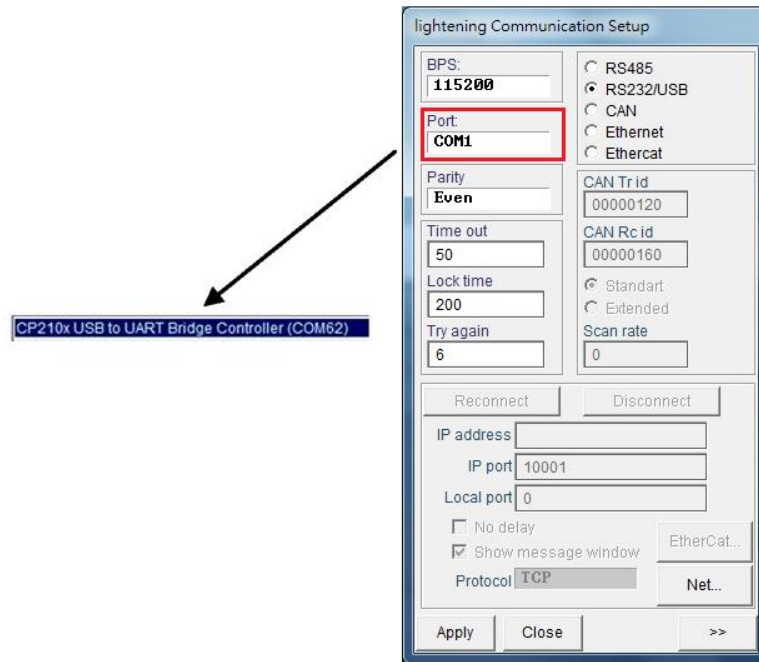 lightening Communication Setup
BPS:
115200
Port:
COM1
Parity
Even
Time out
50
Lock time
200
Try again
6
RS485
RS232/USB
CAN
Ethernet
Ethercat
CAN Tr id
00000120
CAN Rc id
00000160
Standart
Extended
Scan rate
0
CP210x USB to UART Bridge Controller (COM62)
Reconnect
Disconnect
IP address
IP port 10001
Local port 0
No delay
Show message window
EtherCat...
Protocol TCP
Net...
Apply
Close
>>